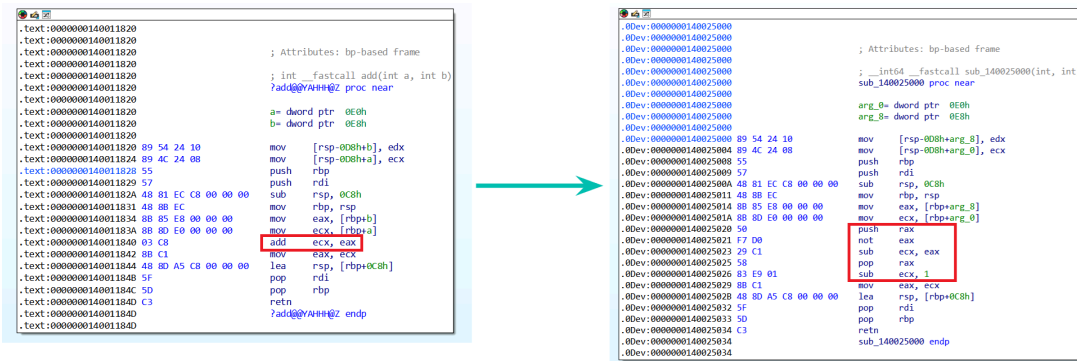 .text:0000000140011820
.text:0000000140011820
.text:0000000140011820 ; Attributes: bp-based frame
.text:0000000140011820
.text:0000000140011820 ; int __fastcall add(int a, int b)
.text:0000000140011820 ?add@@YAHHH@Z proc near
.text:0000000140011820
.text:0000000140011820 a= dword ptr 0E0h
.text:0000000140011820 b= dword ptr 0E8h
.text:0000000140011820
.text:0000000140011820 89 54 24 10 mov [rsp-0D8h+b], edx
.text:0000000140011824 89 4C 24 08 mov [rsp-0D8h+a], ecx
.text:0000000140011828 55 push rbp
.text:0000000140011829 57 push rdi
.text:000000014001182A 48 81 EC C8 00 00 00 sub rsp, 0C8h
.text:0000000140011831 48 8B EC mov rbp, rsp
.text:0000000140011834 8B 85 E8 00 00 00 mov eax, [rbp+b]
.text:000000014001183A 8B 8D E0 00 00 00 mov ecx, [rbp+a]
.text:0000000140011840 03 C8 add ecx, eax
.text:0000000140011842 8B C1 mov eax, ecx
.text:0000000140011844 48 8D A5 C8 00 00 00 lea rsp, [rbp+0C8h]
.text:000000014001184B 5F pop rdi
.text:000000014001184C 5D pop rbp
.text:000000014001184D C3 retn
.text:000000014001184D ?add@@YAHHH@Z endp
.text:000000014001184D
.0Dev:0000000140025000
.0Dev:0000000140025000
.0Dev:0000000140025000 ; Attributes: bp-based frame
.0Dev:0000000140025000
.0Dev:0000000140025000 ; __int64 __fastcall sub_140025000(int, int
.0Dev:0000000140025000 sub_140025000 proc near
.0Dev:0000000140025000
.0Dev:0000000140025000 arg_0= dword ptr 0E0h
.0Dev:0000000140025000 arg_8= dword ptr 0E8h
.0Dev:0000000140025000
.0Dev:0000000140025000 89 54 24 10 mov [rsp-0D8h+arg_8], edx
.0Dev:0000000140025004 89 4C 24 08 mov [rsp-0D8h+arg_0], ecx
.0Dev:0000000140025008 55 push rbp
.0Dev:0000000140025009 57 push rdi
.0Dev:000000014002500A 48 81 EC C8 00 00 00 sub rsp, 0C8h
.0Dev:0000000140025011 48 8B EC mov rbp, rsp
.0Dev:0000000140025014 8B 85 E8 00 00 00 mov eax, [rbp+arg_8]
.0Dev:000000014002501A 8B 8D E0 00 00 00 mov ecx, [rbp+arg_0]
.0Dev:0000000140025020 50 push rax
.0Dev:0000000140025021 F7 D0 not eax
.0Dev:0000000140025023 29 C1 sub ecx, eax
.0Dev:0000000140025025 58 pop rax
.0Dev:0000000140025026 83 E9 01 sub ecx, 1
.0Dev:0000000140025029 8B C1 mov eax, ecx
.0Dev:000000014002502B 48 8D A5 C8 00 00 00 lea rsp, [rbp+0C8h]
.0Dev:0000000140025032 5F pop rdi
.0Dev:0000000140025033 5D pop rbp
.0Dev:0000000140025034 C3 retn
.0Dev:0000000140025034 sub_140025000 endp
.0Dev:0000000140025034